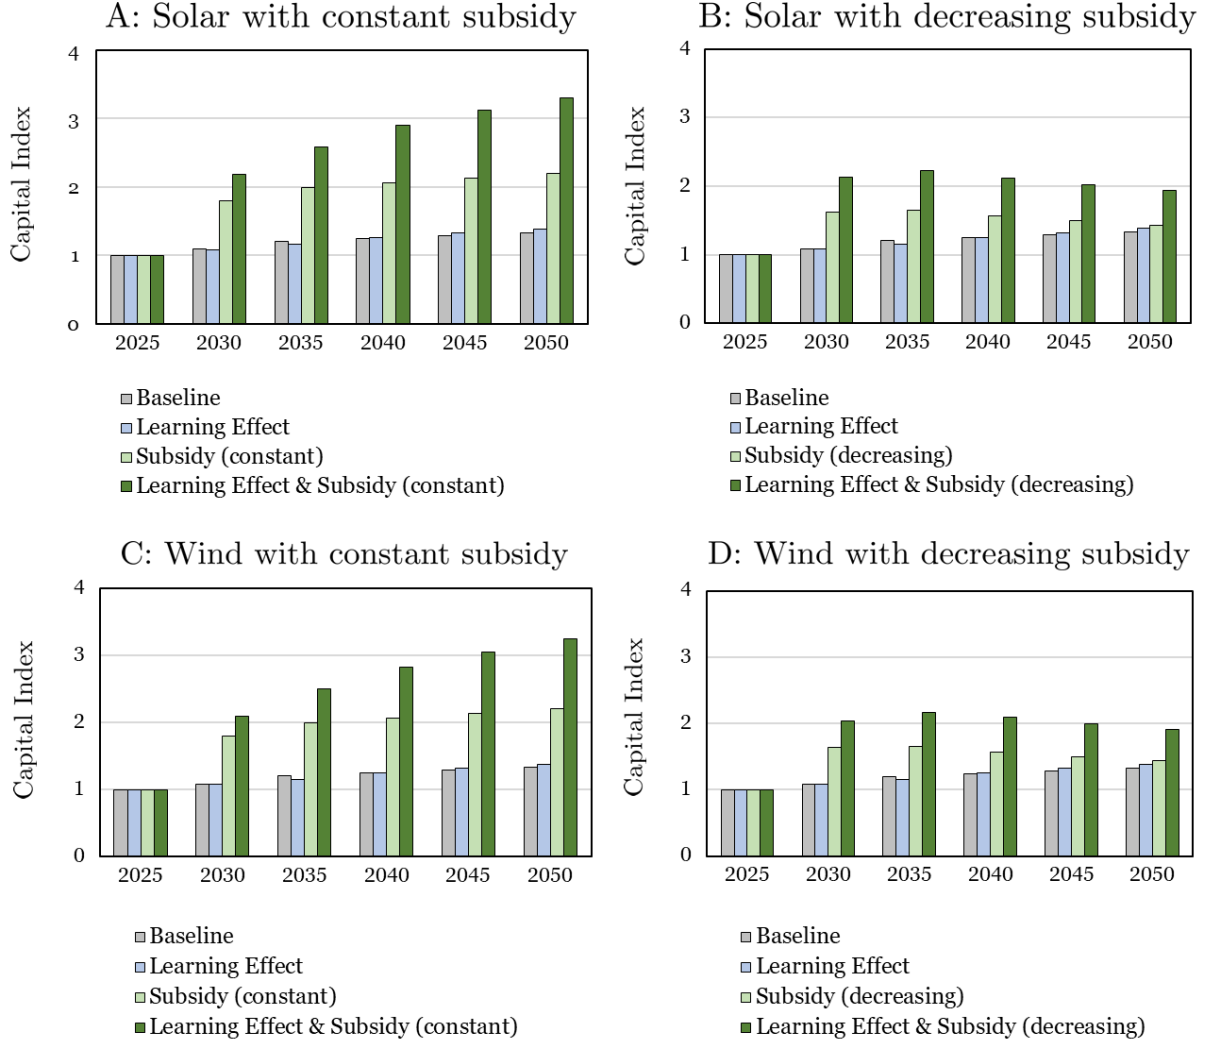 A: Solar with constant subsidy
Capital Index
4
3
2
1
0
2025 2030 2035 2040 2045 2050
Baseline
Learning Effect
Subsidy (constant)
Learning Effect & Subsidy (constant)
B: Solar with decreasing subsidy
Capital Index
4
3
2
1
0
2025 2030 2035 2040 2045 2050
Baseline
Learning Effect
Subsidy (decreasing)
Learning Effect & Subsidy (decreasing)
C: Wind with constant subsidy
Capital Index
4
3
2
1
0
2025 2030 2035 2040 2045 2050
Baseline
Learning Effect
Subsidy (constant)
Learning Effect & Subsidy (constant)
D: Wind with decreasing subsidy
Capital Index
4
3
2
1
0
2025 2030 2035 2040 2045 2050
Baseline
Learning Effect
Subsidy (decreasing)
Learning Effect & Subsidy (decreasing)